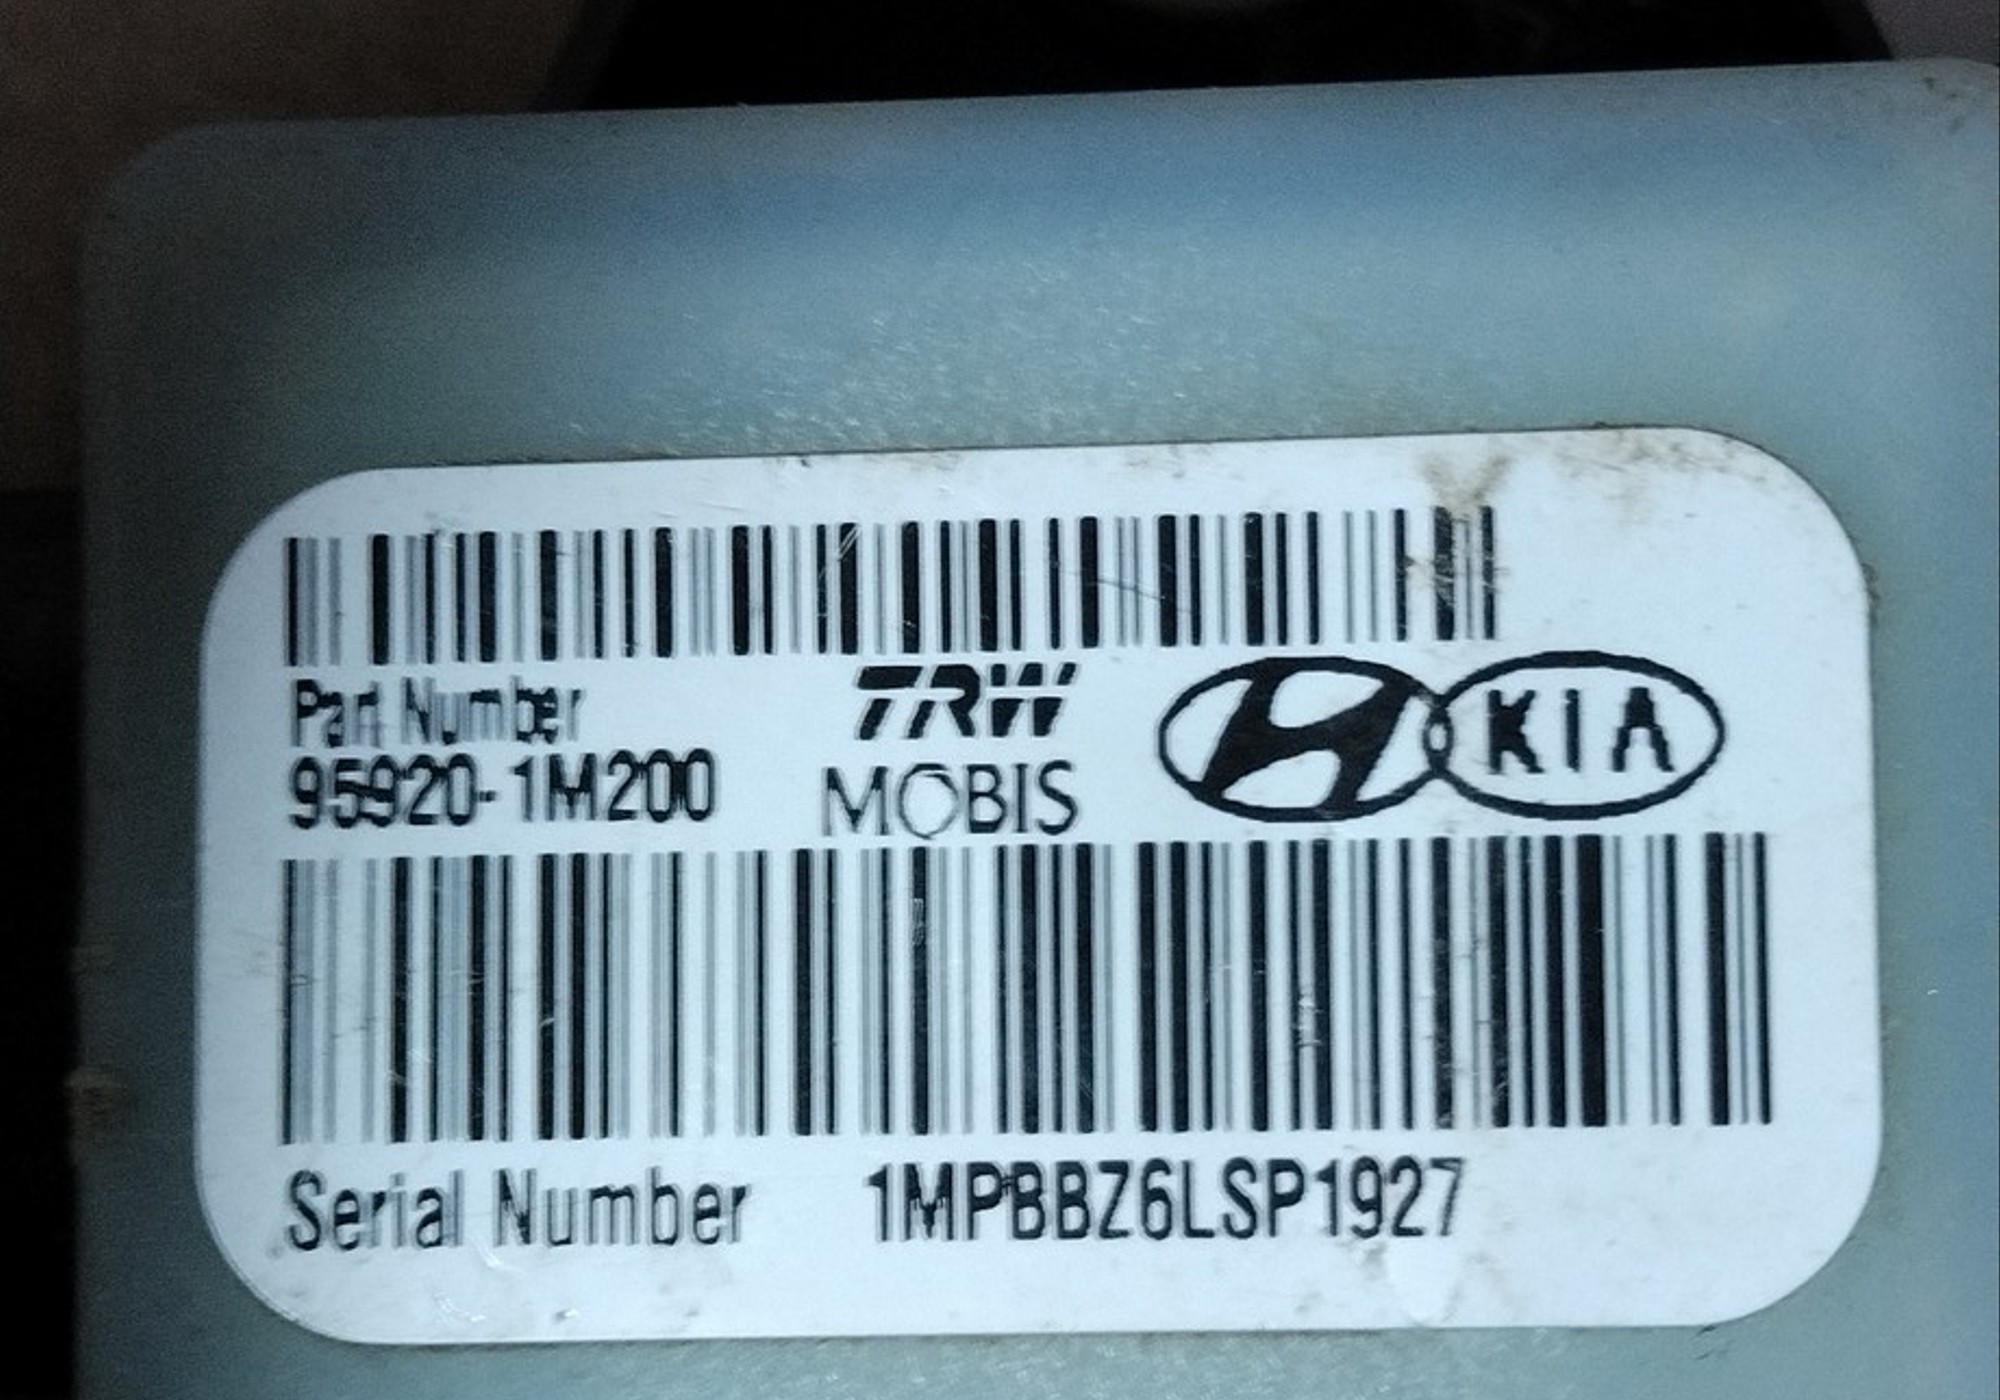 Part Number
95920-1M200
TRW
MOBIS
KIA
Serial Number 1MPBBZ6LSP1927